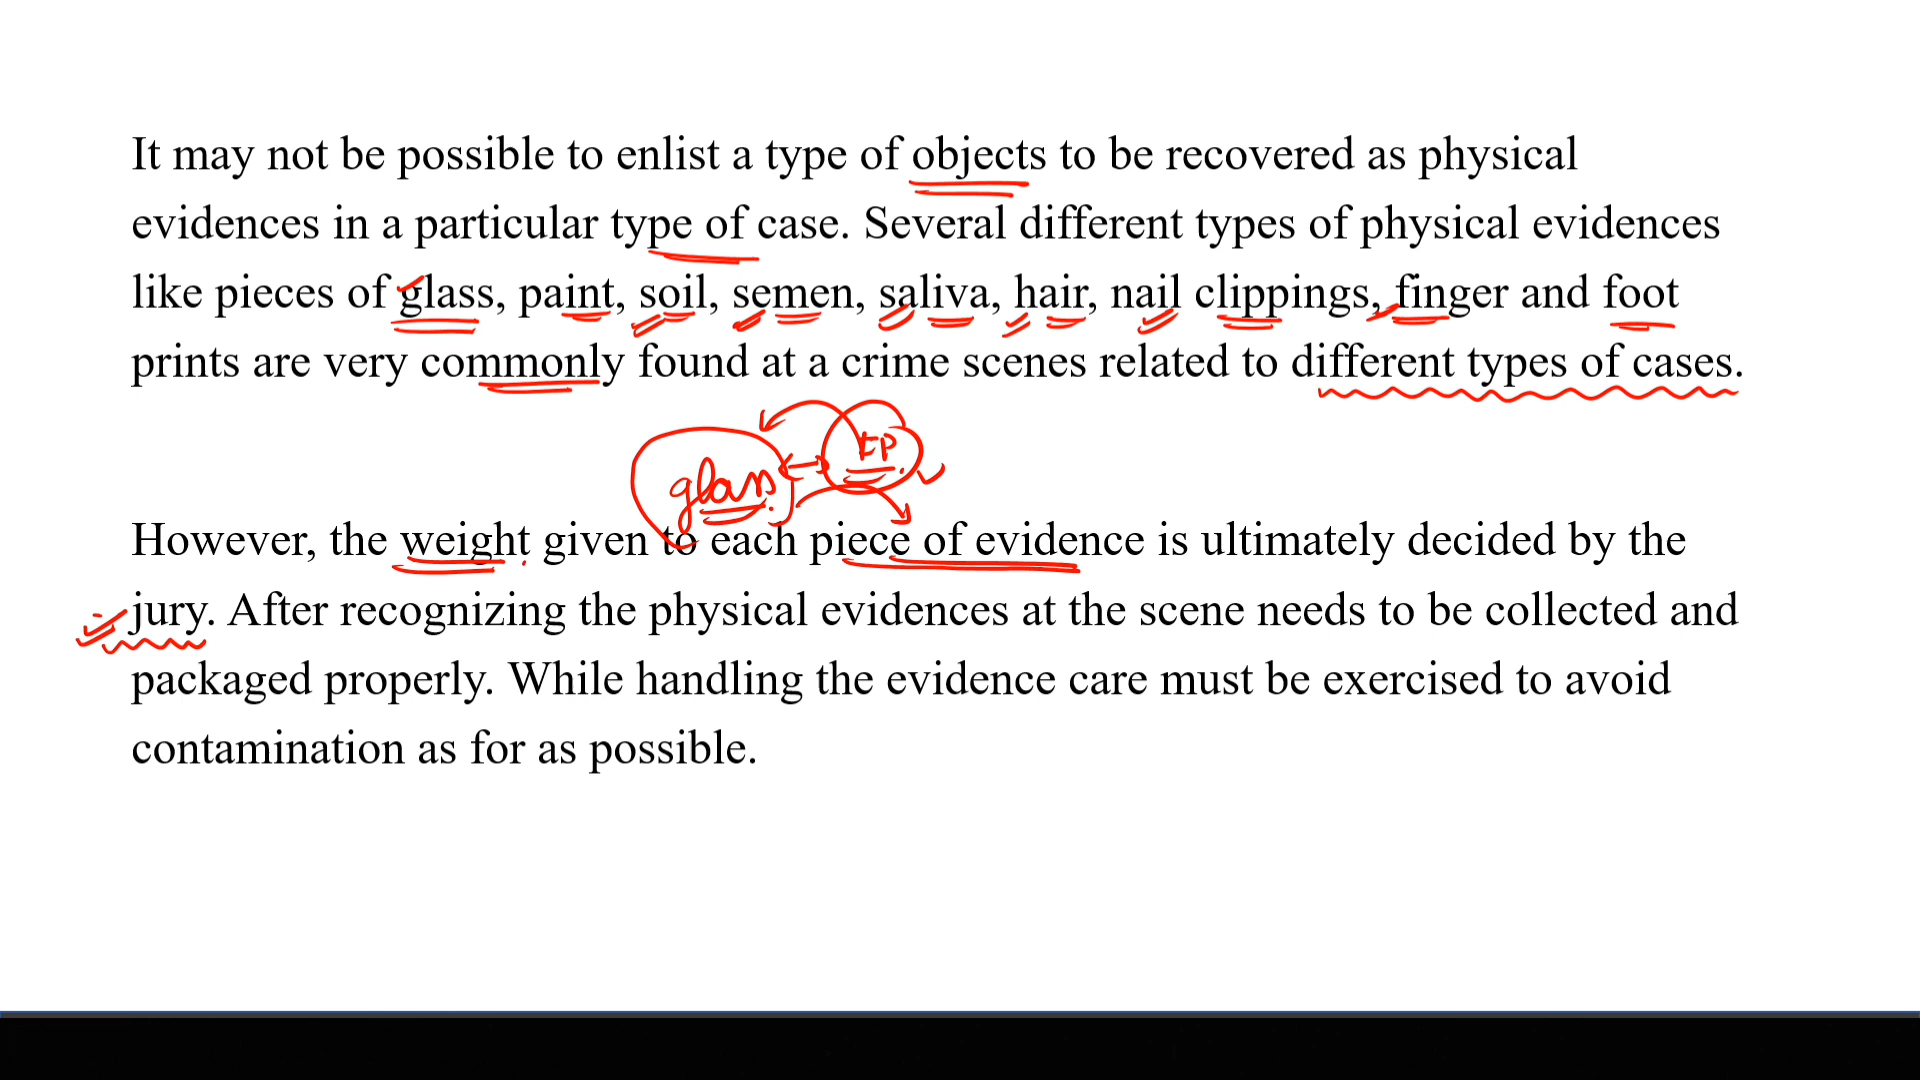 It may not be possible to enlist a type of objects to be recovered as physical
evidences in a particular type of case. Several different types of physical evidences
like pieces of glass, paint, soil, semen, saliva, hair, nail clippings, finger and foot
prints are very commonly found at a crime scenes related to different types of cases.
glass
However, the weight given to each piece of evidence is ultimately decided by the
jury. After recognizing the physical evidences at the scene needs to be collected and
packaged properly. While handling the evidence care must be exercised to avoid
contamination as for as possible.